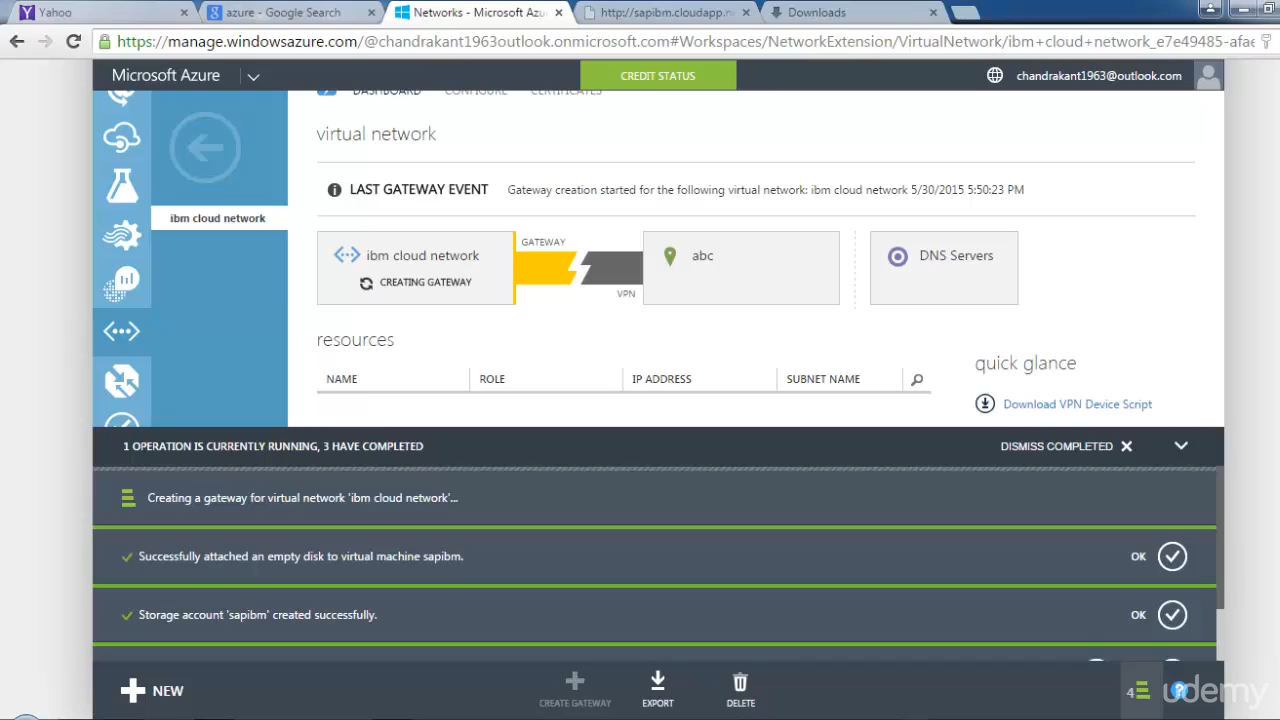 Yahoo
azure - Google Search
Networks - Microsoft Azu
http://sapibm.cloudapp.n
Downloads
https://manage.windowsazure.com/@chandrakant1963outlook.onmicrosoft.com#Workspaces/NetworkExtension/VirtualNetwork/ibm+cloud+network_e7e49485-afae
Microsoft Azure
CREDIT STATUS
chandrakant1963@outlook.com
DASHBOARD CONFIGURE CERTIFICATES
virtual network
LAST GATEWAY EVENT Gateway creation started for the following virtual network: ibm cloud network 5/30/2015 5:50:23 PM
ibm cloud network
ibm cloud network
CREATING GATEWAY
GATEWAY
VPN
abc
DNS Servers
resources
NAME ROLE IP ADDRESS SUBNET NAME
quick glance
Download VPN Device Script
1 OPERATION IS CURRENTLY RUNNING, 3 HAVE COMPLETED
DISMISS COMPLETED
Creating a gateway for virtual network 'ibm cloud network'...
Successfully attached an empty disk to virtual machine sapibm.
OK
Storage account 'sapibm' created successfully.
OK
NEW
CREATE GATEWAY
EXPORT
DELETE
4
?
udemy